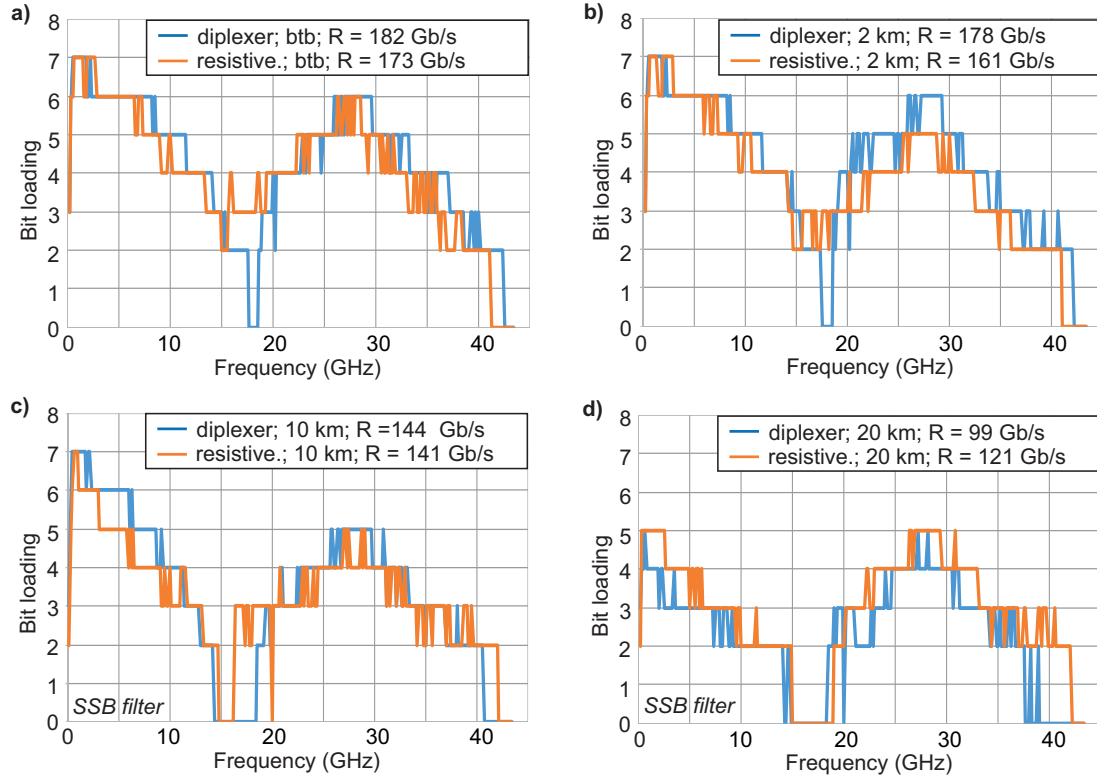 a)
diplexer; btb; R = 182 Gb/s
resistive.; btb; R = 173 Gb/s
Bit loading
8
7
6
5
4
3
2
1
0
0 10 20 30 40
Frequency (GHz)
b)
diplexer; 2 km; R = 178 Gb/s
resistive.; 2 km; R = 161 Gb/s
Bit loading
8
7
6
5
4
3
2
1
0
0 10 20 30 40
Frequency (GHz)
c)
diplexer; 10 km; R =144 Gb/s
resistive.; 10 km; R = 141 Gb/s
Bit loading
8
7
6
5
4
3
2
1
0
SSB filter
0 10 20 30 40
Frequency (GHz)
d)
diplexer; 20 km; R = 99 Gb/s
resistive.; 20 km; R = 121 Gb/s
Bit loading
8
7
6
5
4
3
2
1
0
SSB filter
0 10 20 30 40
Frequency (GHz)